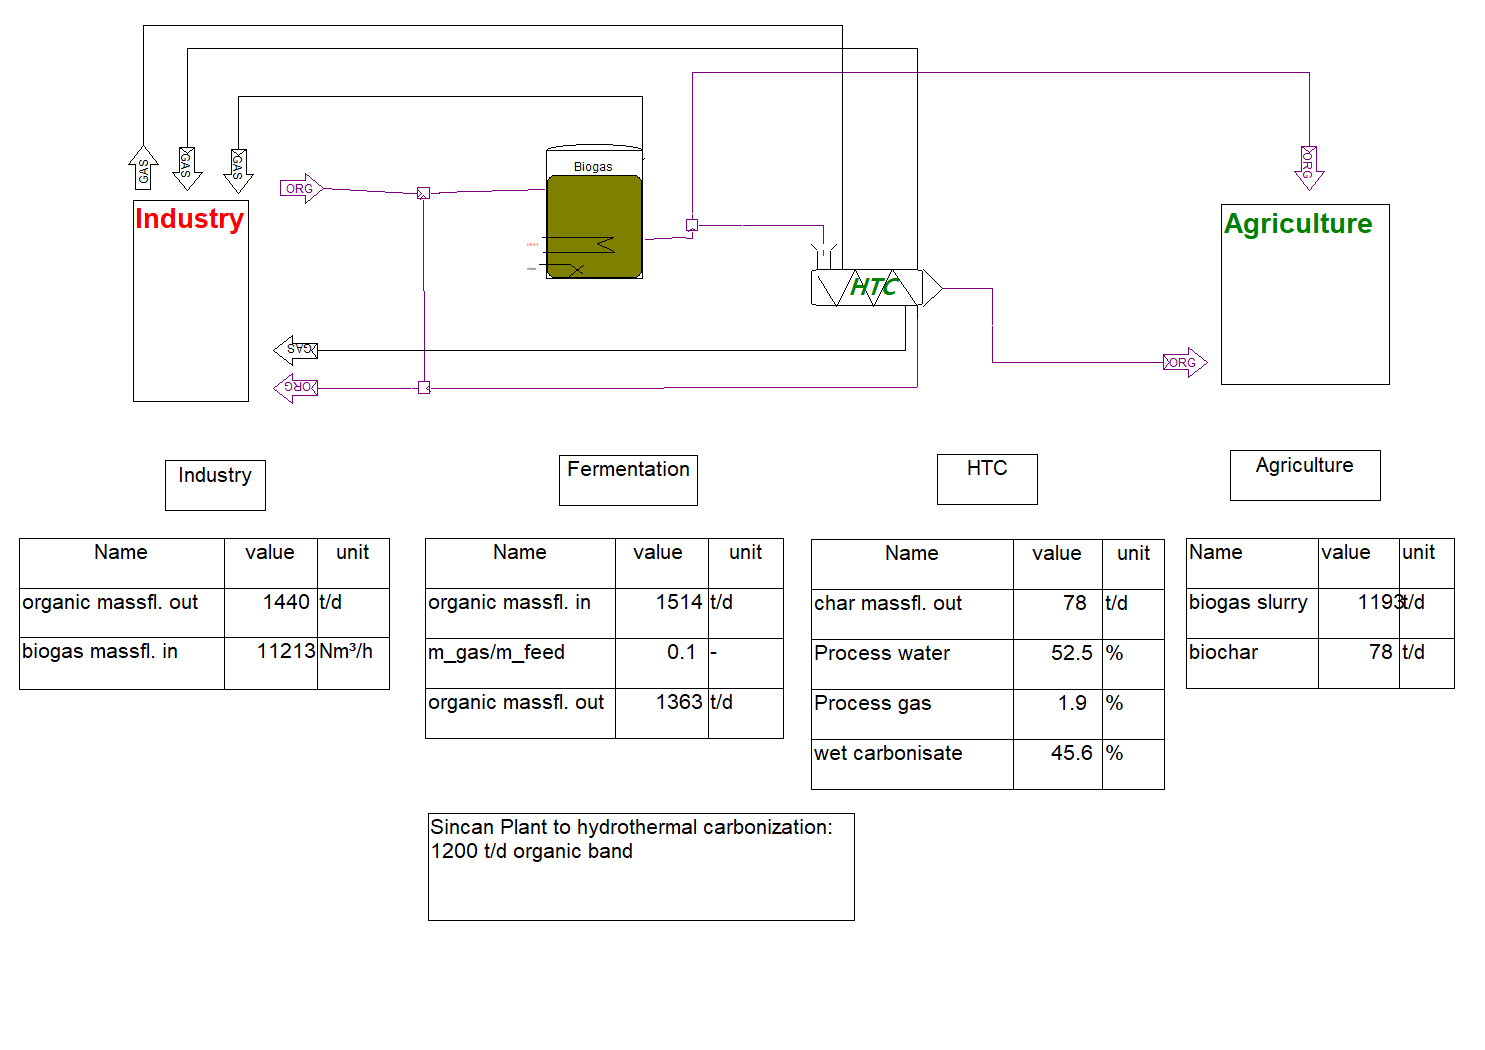 GAS
GAS
GAS
ORG
Biogas
HEAT
ORG
Industry
Agriculture
HTC
GAS
ORG
ORG
Industry
Fermentation
HTC
Agriculture
Name value unit
organic massfl. out 1440 t/d
biogas massfl. in 11213 Nm³/h
Name value unit
organic massfl. in 1514 t/d
m_gas/m_feed 0.1 -
organic massfl. out 1363 t/d
Name value unit
char massfl. out 78 t/d
Process water 52.5 %
Process gas 1.9 %
wet carbonisate 45.6 %
Name value unit
biogas slurry 1193 t/d
biochar 78 t/d
Sincan Plant to hydrothermal carbonization:
1200 t/d organic band